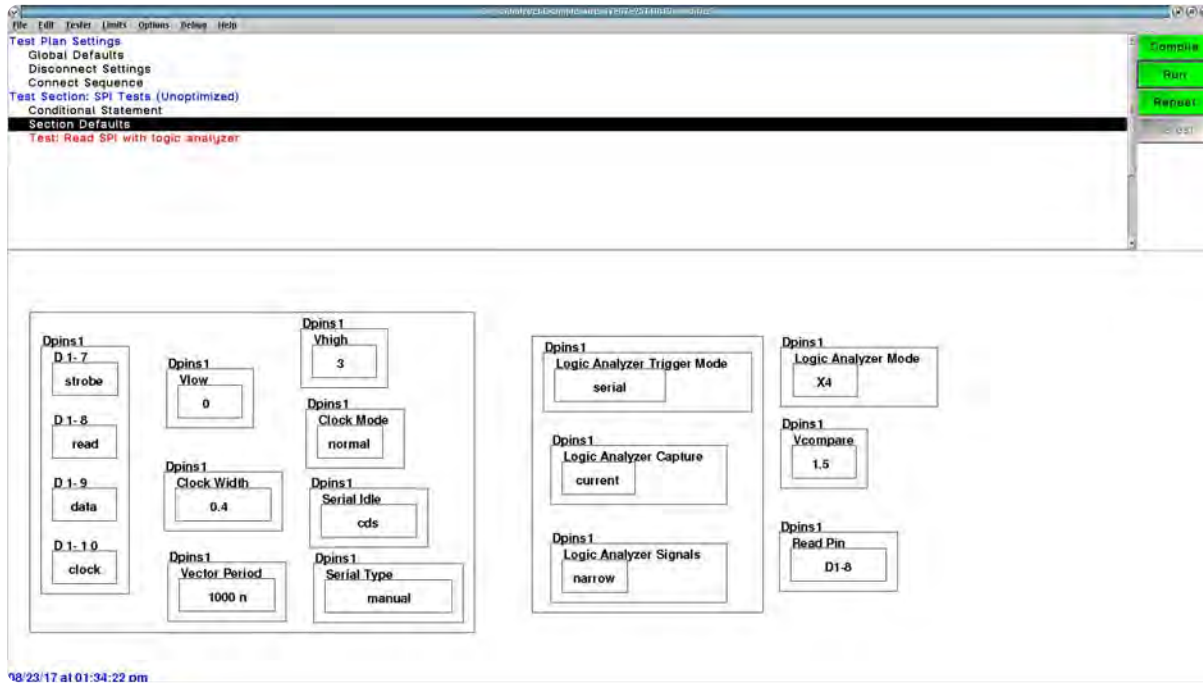 File Edit Tester Limits Options Debug Help
Test Plan Settings
Global Defaults
Disconnect Settings
Connect Sequence
Test Section: SPI Tests (Unoptimized)
Conditional Statement
Section Defaults
Test: Read SPI with logic analyzer
Compile
Run
Repeat
Dpins1
D1-7
strobe
D1-8
read
D1-9
data
D1-10
clock
Dpins1
Vlow
0
Dpins1
Clock Width
0.4
Dpins1
Vector Period
1000 n
Dpins1
Vhigh
3
Dpins1
Clock Mode
normal
Dpins1
Serial Idle
cds
Dpins1
Serial Type
manual
Dpins1
Logic Analyzer Trigger Mode
serial
Dpins1
Logic Analyzer Capture
current
Dpins1
Logic Analyzer Signals
narrow
Dpins1
Logic Analyzer Mode
X4
Dpins1
Vcompare
1.5
Dpins1
Read Pin
D1-8
08/23/17 at 01:34:22 pm